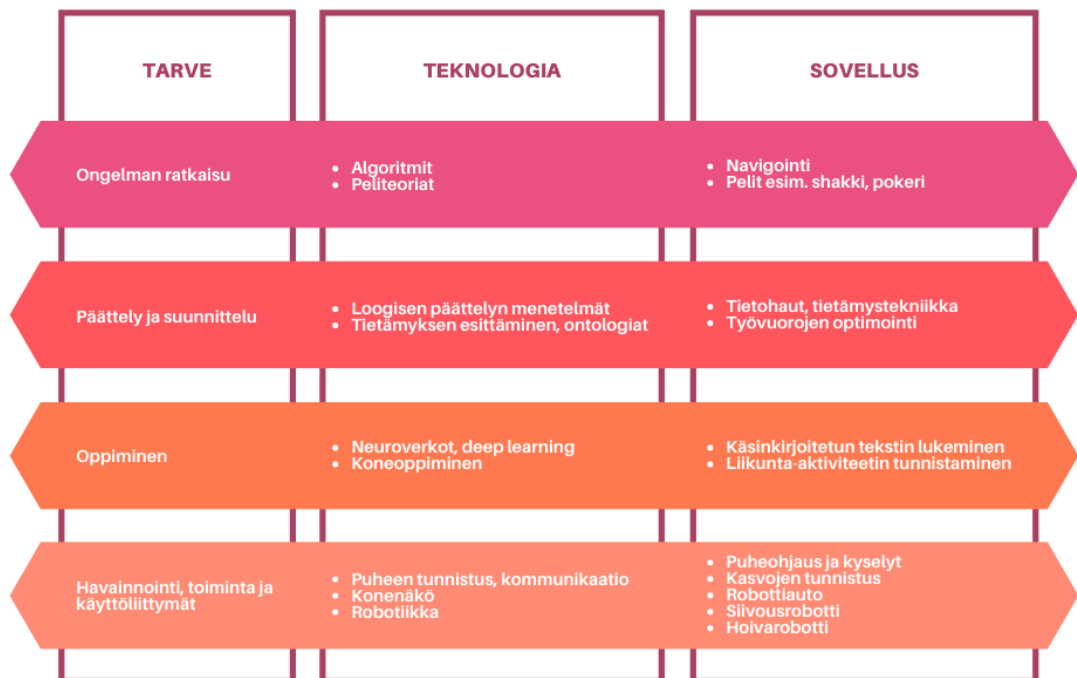 TARVE
TEKNOLOGIA
SOVELLUS
Ongelman ratkaisu
• Algoritmit
• Peliteoriat
• Navigointi
• Pelit esim. shakki, pokeri
Päättely ja suunnittelu
• Loogisen päättelyn menetelmät
• Tietämyksen esittäminen, ontologiat
• Tietohaut, tietämystekniikka
• Työvuorojen optimointi
Oppiminen
• Neuroverkot, deep learning
• Koneoppiminen
• Käsinkirjoitetun tekstin lukeminen
• Liikunta-aktiviteetin tunnistaminen
Havainnointi, toiminta ja
käyttöliittymät
• Puheen tunnistus, kommunikaatio
• Konenäkö
• Robotiikka
• Puheohjaus ja kyselyt
• Kasvojen tunnistus
• Robottiauto
• Siivousrobotti
• Hoivarobotti